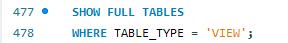 477 SHOW FULL TABLES
478 WHERE TABLE_TYPE = 'VIEW';